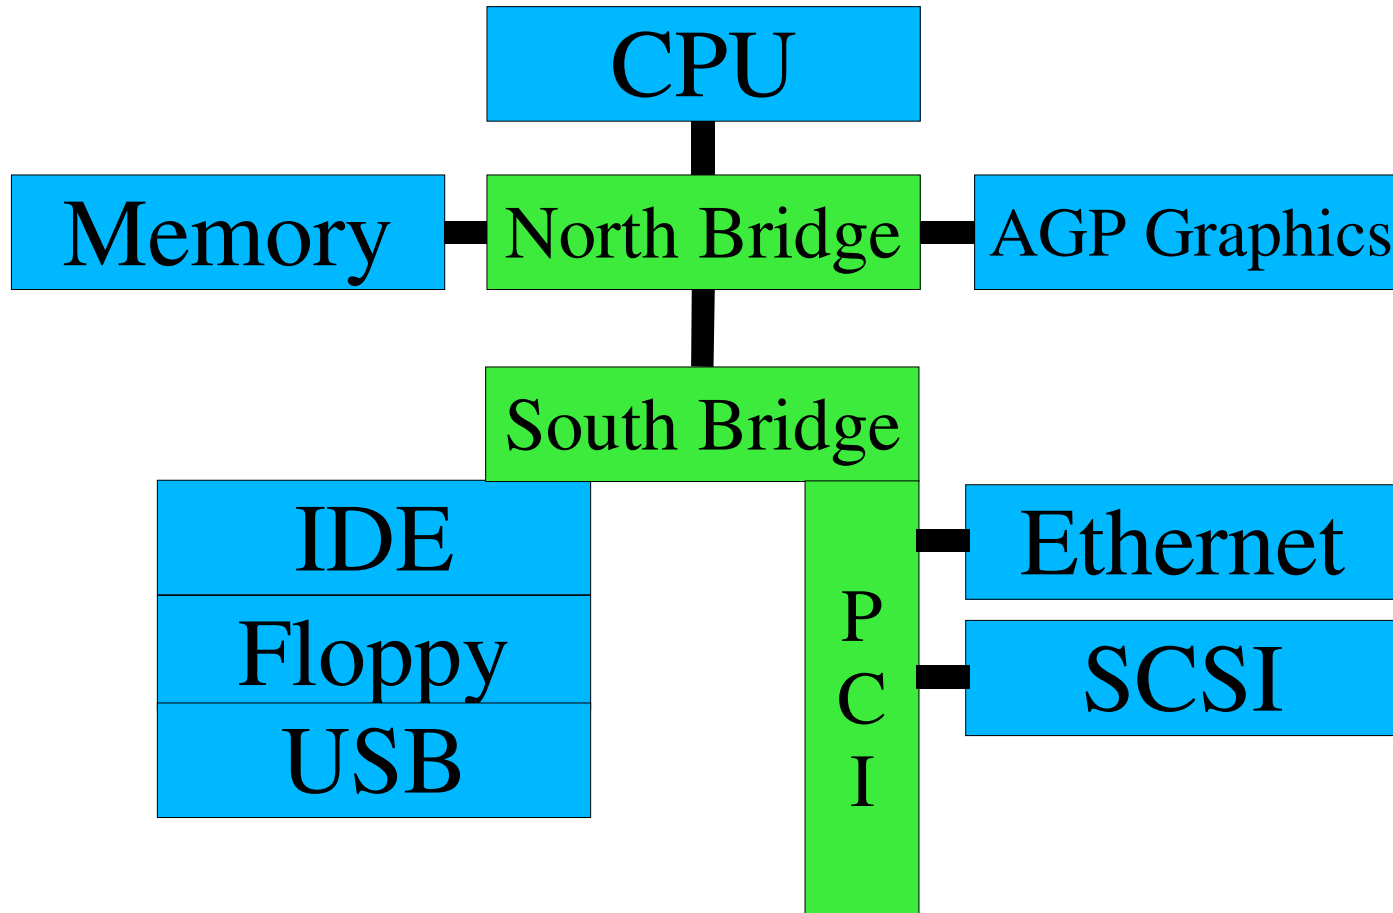 CPU
Memory
North Bridge
AGP Graphics
South Bridge
IDE
Floppy
USB
P
C
I
Ethernet
SCSI